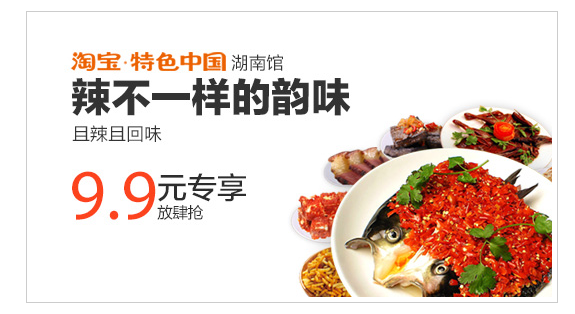 淘宝·特色中国 湖南馆
辣不一样的韵味
且辣且回味
9.9元专享
放肆抢